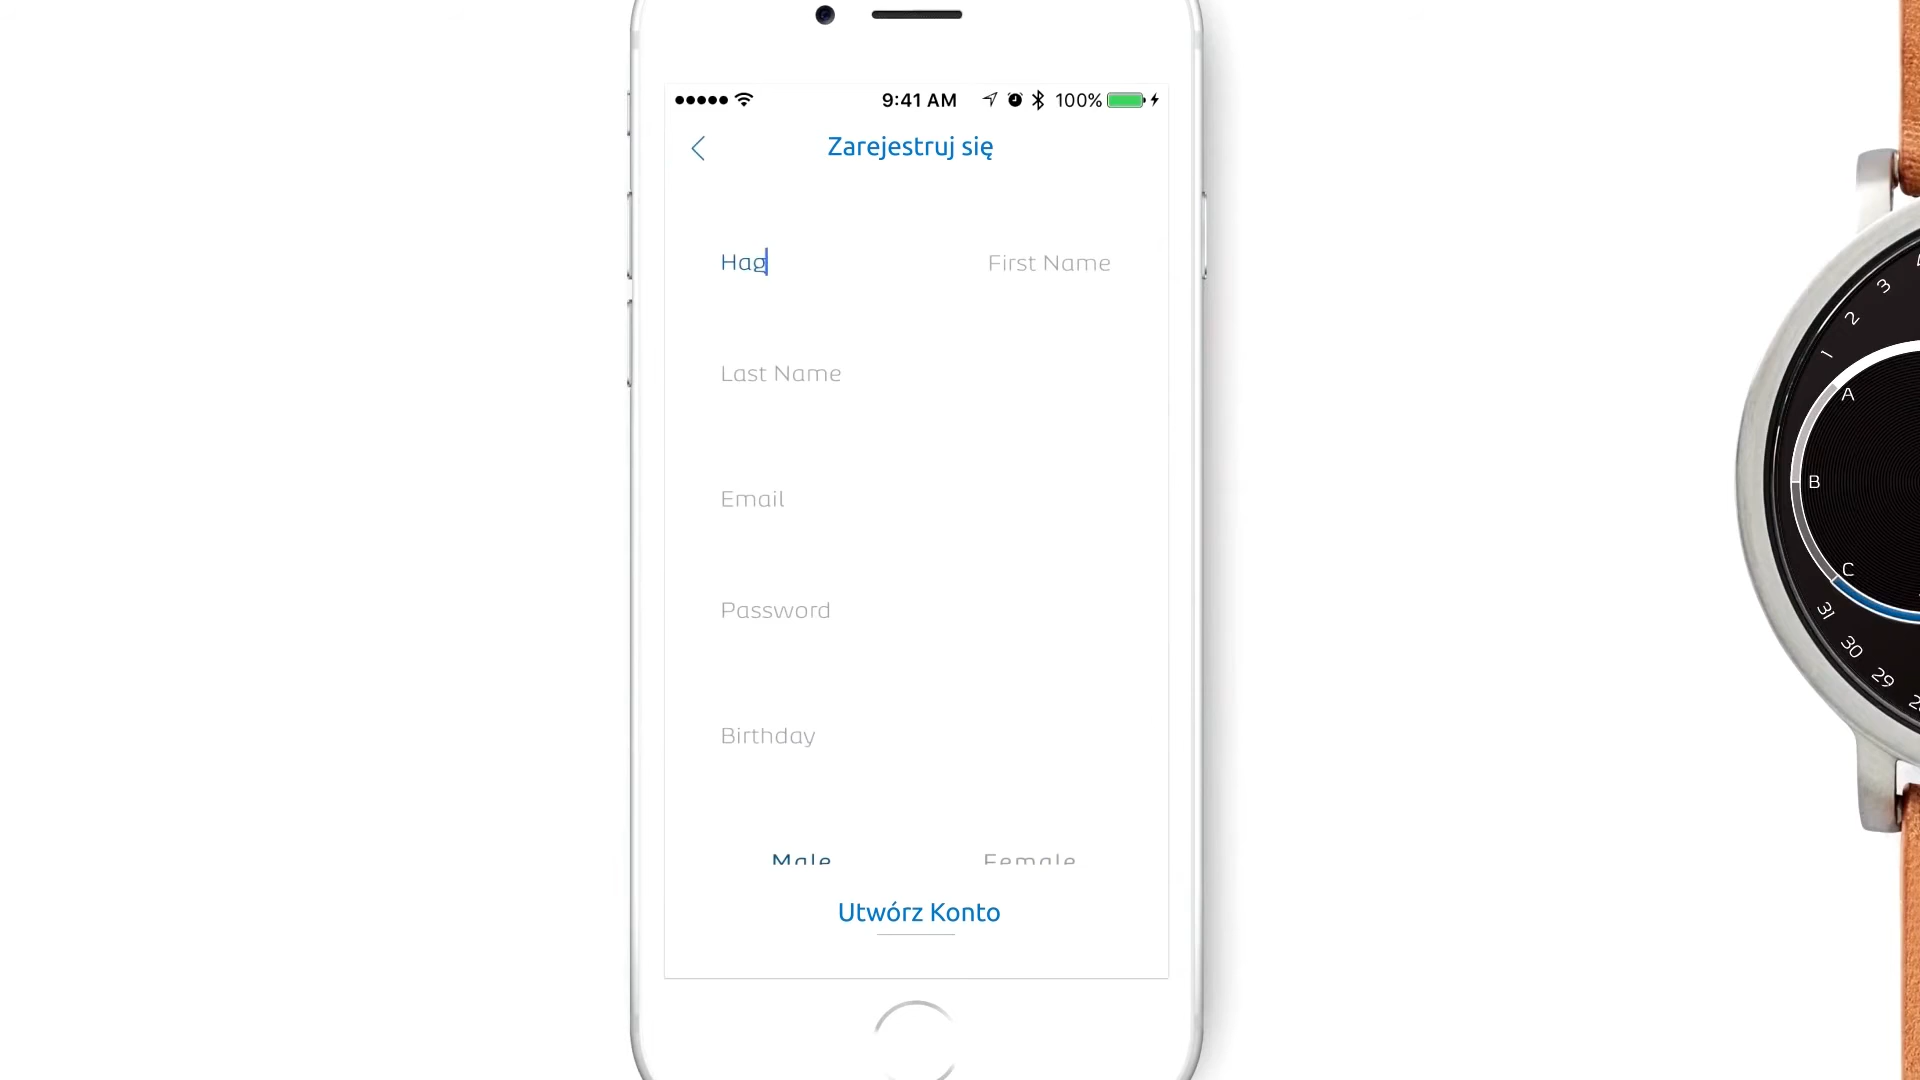 9:41 AM 100%
Zarejestruj się
Hag First Name
Last Name
Email
Password
Birthday
Male Female
Utwórz Konto
3
2
1
A
B
C
31
30
29